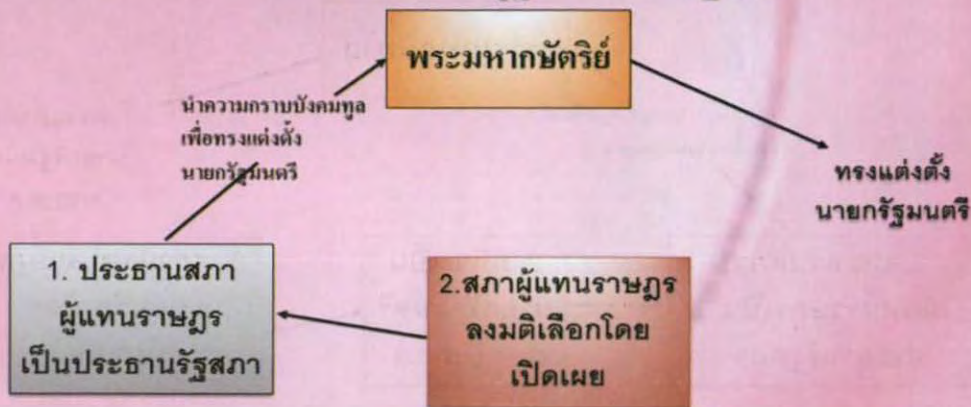 พระมหากษัตริย์
นำความกราบบังคมทูล
เพื่อทรงแต่งตั้ง
นายกรัฐมนตรี
ทรงแต่งตั้ง
นายกรัฐมนตรี
1. ประธานสภา
ผู้แทนราษฎร
เป็นประธานรัฐสภา
2.สภาผู้แทนราษฎร
ลงมติเลือกโดย
เปิดเผย